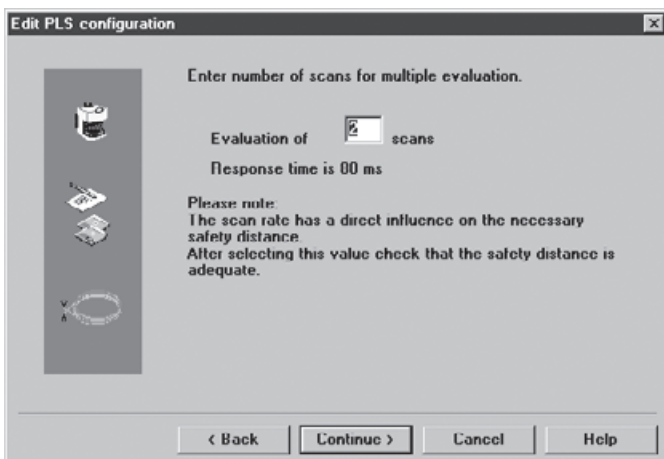 Edit PLS configuration
Enter number of scans for multiple evaluation.
Evaluation of 2 scans
Response time is 80 ms
Please note:
The scan rate has a direct influence on the necessary
safety distance.
After selecting this value check that the safety distance is
adequate.
< Back Continue > Cancel Help